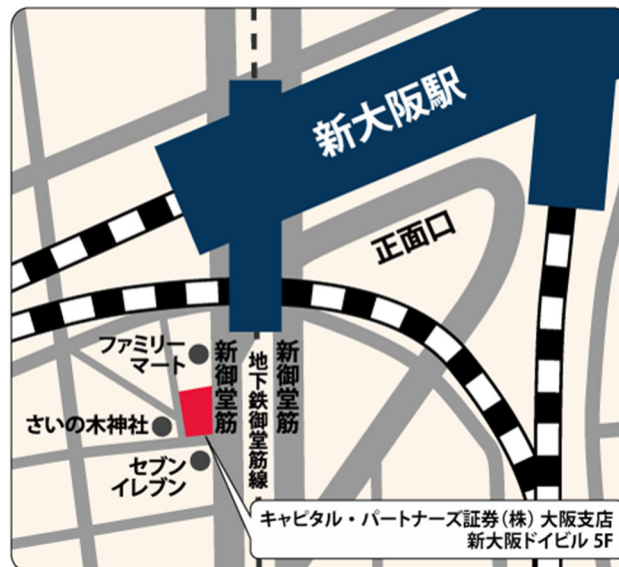 新大阪駅
正面口
ファミリー
マート
新御堂筋
地下鉄御堂筋線
新御堂筋
さいの木神社
セブン
イレブン
キャピタル・パートナーズ証券(株) 大阪支店
新大阪ドイビル 5F